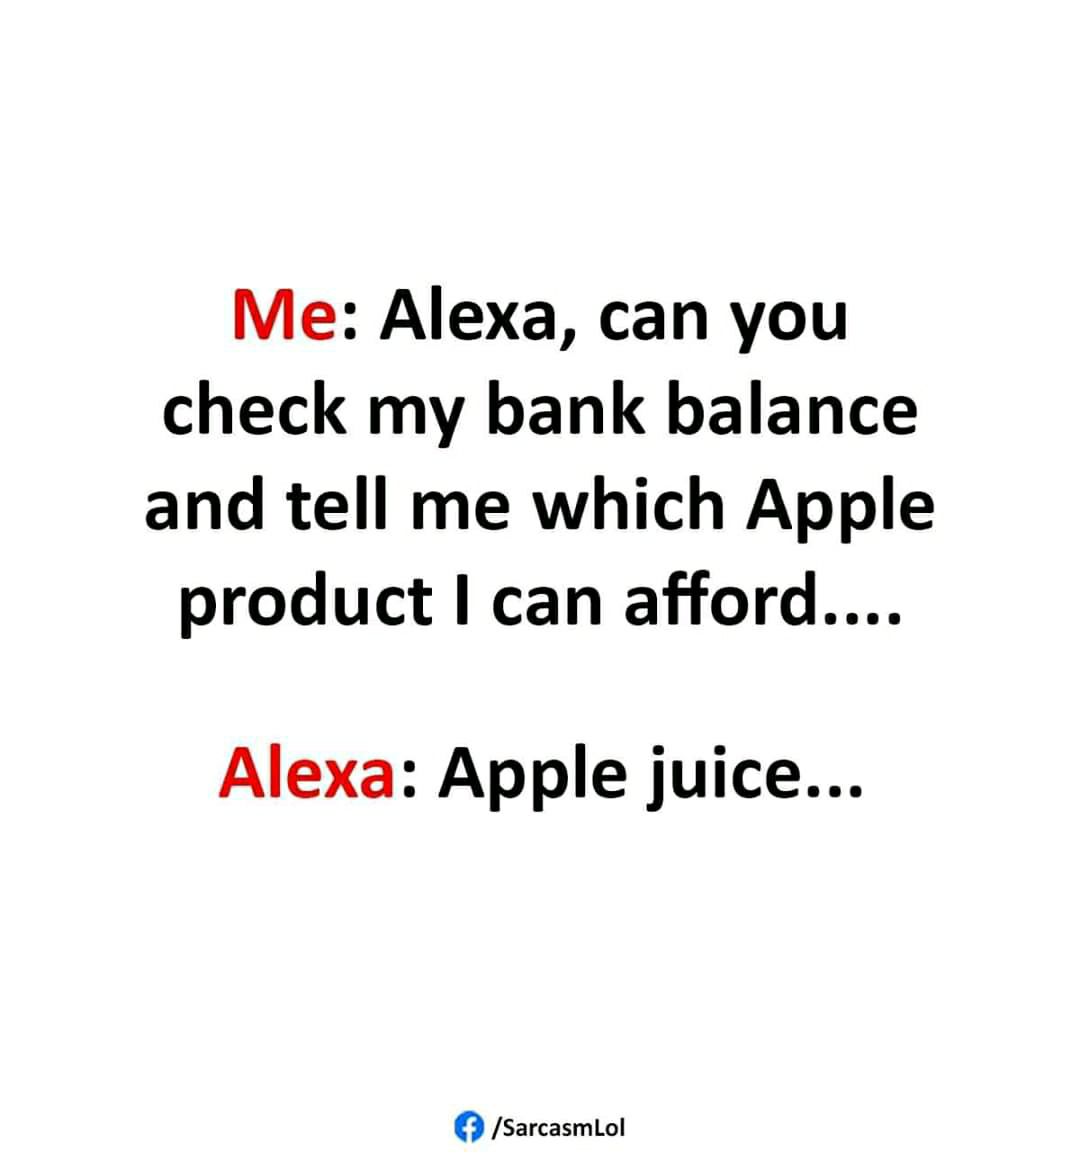 Me: Alexa, can you
check my bank balance
and tell me which Apple
product I can afford....
Alexa: Apple juice...
/SarcasmLol